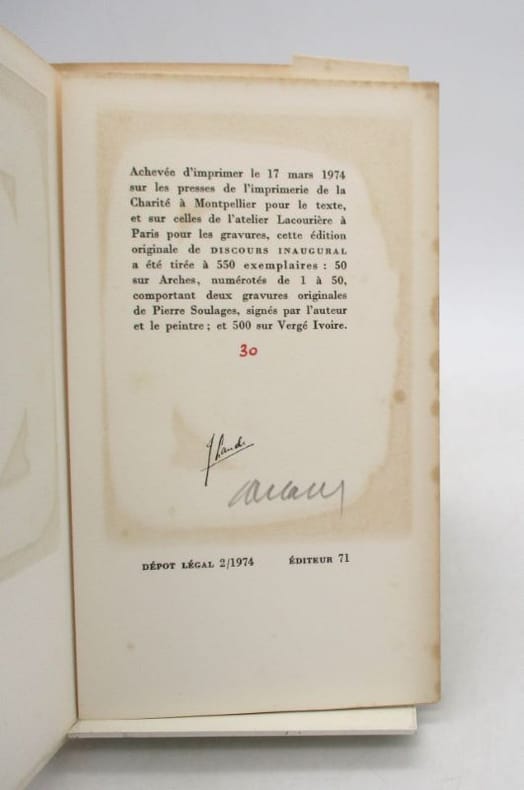 Achevée d'imprimer le 17 mars 1974
sur les presses de l'imprimerie de la
Charité à Montpellier pour le texte,
et sur celles de l'atelier Lacourière à
Paris pour les gravures, cette édition
originale de DISCOURS INAUGURAL
a été tirée à 550 exemplaires : 50
sur Arches, numérotés de 1 à 50,
comportant deux gravures originales
de Pierre Soulages, signés par l'auteur
et le peintre ; et 500 sur Vergé Ivoire.
30
DÉPOT LÉGAL 2/1974 ÉDITEUR 71